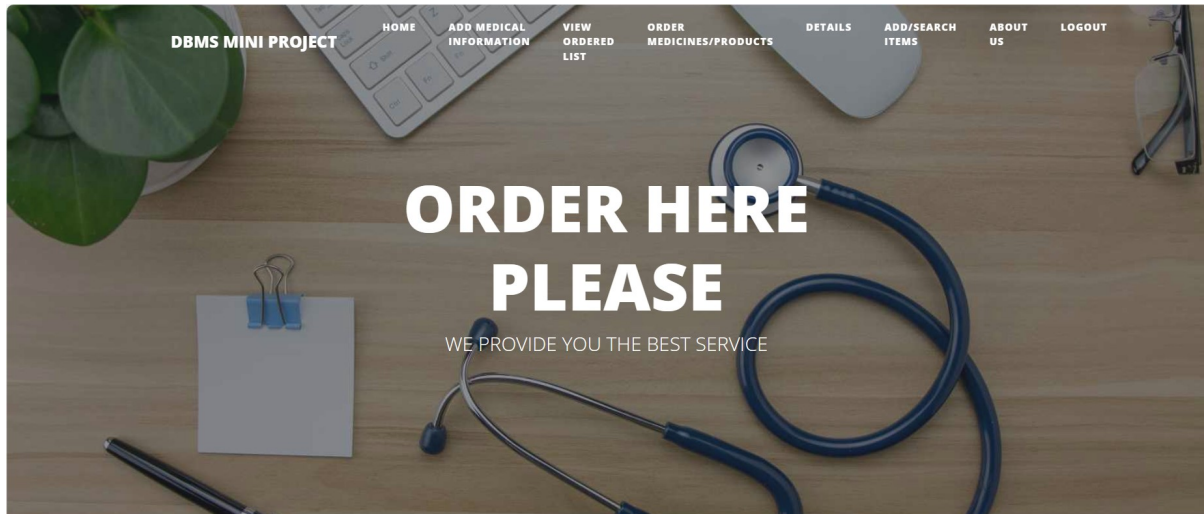 DBMS MINI PROJECT
HOME
ADD MEDICAL
INFORMATION
VIEW
ORDERED
LIST
ORDER
MEDICINES/PRODUCTS
DETAILS
ADD/SEARCH
ITEMS
ABOUT
US
LOGOUT
ORDER HERE
PLEASE
WE PROVIDE YOU THE BEST SERVICE